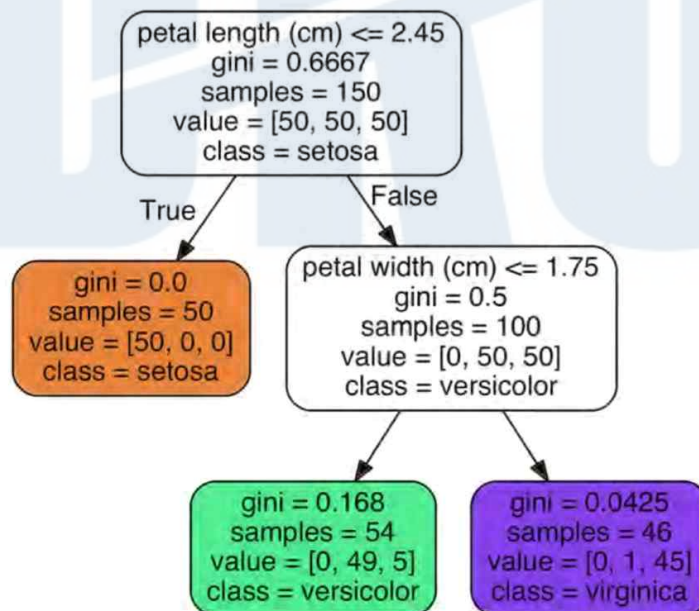 petal length (cm) <= 2.45
gini = 0.6667
samples = 150
value = [50, 50, 50]
class = setosa
True
False
gini = 0.0
samples = 50
value = [50, 0, 0]
class = setosa
petal width (cm) <= 1.75
gini = 0.5
samples = 100
value = [0, 50, 50]
class = versicolor
gini = 0.168
samples = 54
value = [0, 49, 5]
class = versicolor
gini = 0.0425
samples = 46
value = [0, 1, 45]
class = virginica